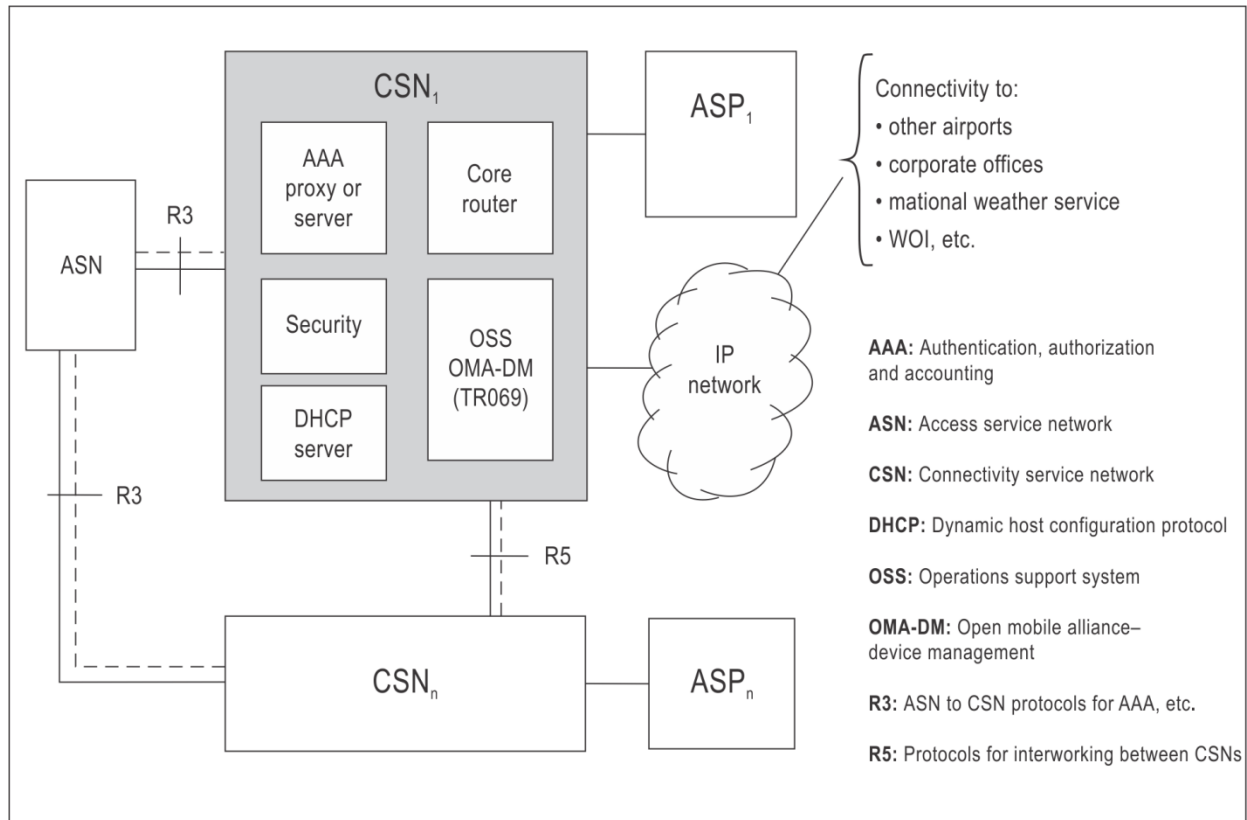 CSN1
AAA
proxy or
server
Core
router
Security
OSS
OMA-DM
(TR069)
DHCP
server
ASP1
Connectivity to:
• other airports
• corporate offices
• mational weather service
• WOI, etc.
R3
ASN
IP
network
R3
R5
CSNn
ASPn
AAA: Authentication, authorization
and accounting
ASN: Access service network
CSN: Connectivity service network
DHCP: Dynamic host configuration protocol
OSS: Operations support system
OMA-DM: Open mobile alliance–
device management
R3: ASN to CSN protocols for AAA, etc.
R5: Protocols for interworking between CSNs